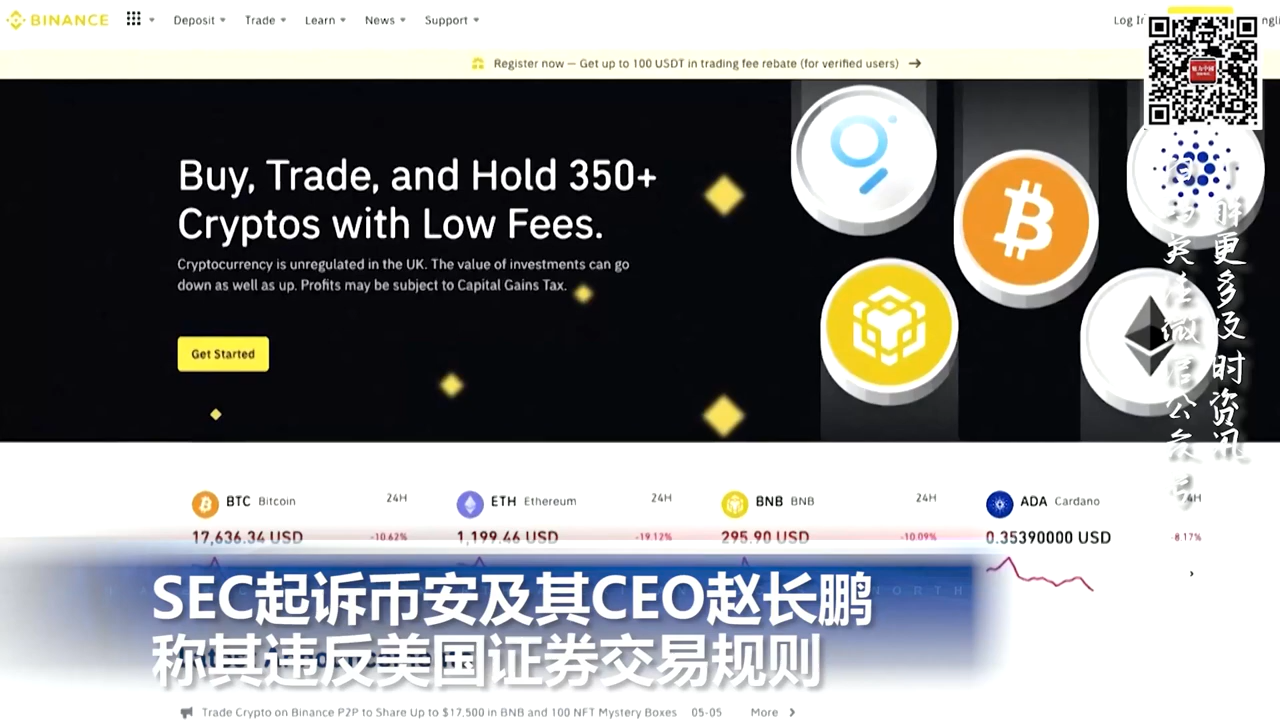 BINANCE
Deposit
Trade
Learn
News
Support
Log In
Register now — Get up to 100 USDT in trading fee rebate (for verified users)
Buy, Trade, and Hold 350+
Cryptos with Low Fees.
Cryptocurrency is unregulated in the UK. The value of investments can go
down as well as up. Profits may be subject to Capital Gains Tax.
Get Started
解更多及时资讯
关注微信公众号
BTC Bitcoin 24H
17,636.34 USD -10.62%
ETH Ethereum 24H
1,199.46 USD -19.12%
BNB BNB 24H
295.90 USD -10.09%
ADA Cardano
0.35390000 USD -8.17%
SEC起诉币安及其CEO赵长鹏
称其违反美国证券交易规则
Trade Crypto on Binance P2P to Share Up to $17,500 in BNB and 100 NFT Mystery Boxes 05-05 More